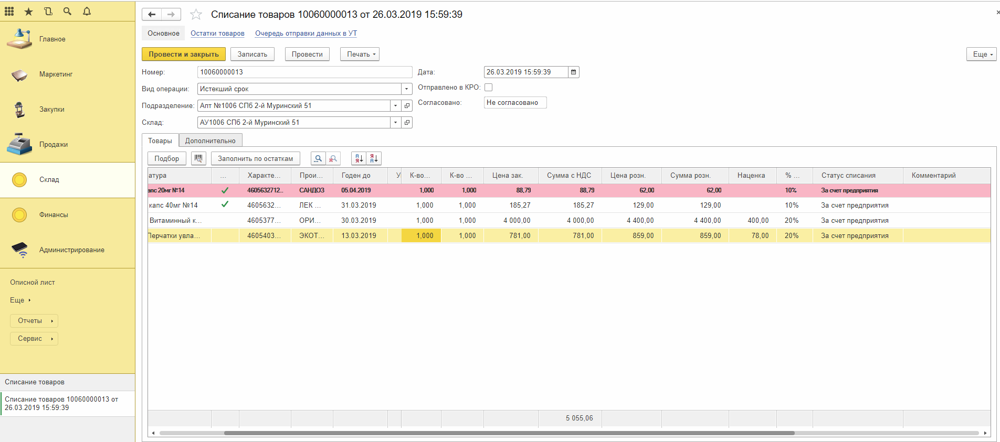 Списание товаров 10060000013 от 26.03.2019 15:59:39
Главное
Маркетинг
Закупки
Продажи
Склад
Финансы
Администрирование
Описной лист
Еще
Отчеты
Сервис
Списание товаров
Списание товаров 10060000013 от
26.03.2019 15:59:39
Основное Остатки товаров Очередь отправки данных в УТ
Провести и закрыть Записать Провести Печать Еще
Номер: 10060000013 Дата: 26.03.2019 15:59:39
Вид операции: Истекший срок Отправлено в КРО:
Подразделение: Апт №1006 СПб 2-й Муринский 51 Согласовано: Не согласовано
Склад: АУ1006 СПб 2-й Муринский 51
Товары Дополнительно
Подбор Заполнить по остаткам
атура ... Характе... Прои... Годен до У К-во... К-во ... Цена зак. Сумма с НДС Цена розн. Сумма розн. Наценка % ... Статус списания Комментарий
апс 20мг №14 4605632712... САНДОЗ 05.04.2019 1,000 1,000 88,79 88,79 62,00 62,00 10% За счет предприятия
капс 40мг №14 4605632... ЛЕК ... 31.03.2019 1,000 1,000 185,27 185,27 129,00 129,00 10% За счет предприятия
Витаминный к... 4605377... ОРИ... 30.03.2019 1,000 1,000 4 000,00 4 000,00 4 400,00 4 400,00 400,00 20% За счет предприятия
Перчатки увла... 4605403... ЭКОТ... 13.03.2019 1,000 1,000 781,00 781,00 859,00 859,00 78,00 20% За счет предприятия
5 055,06